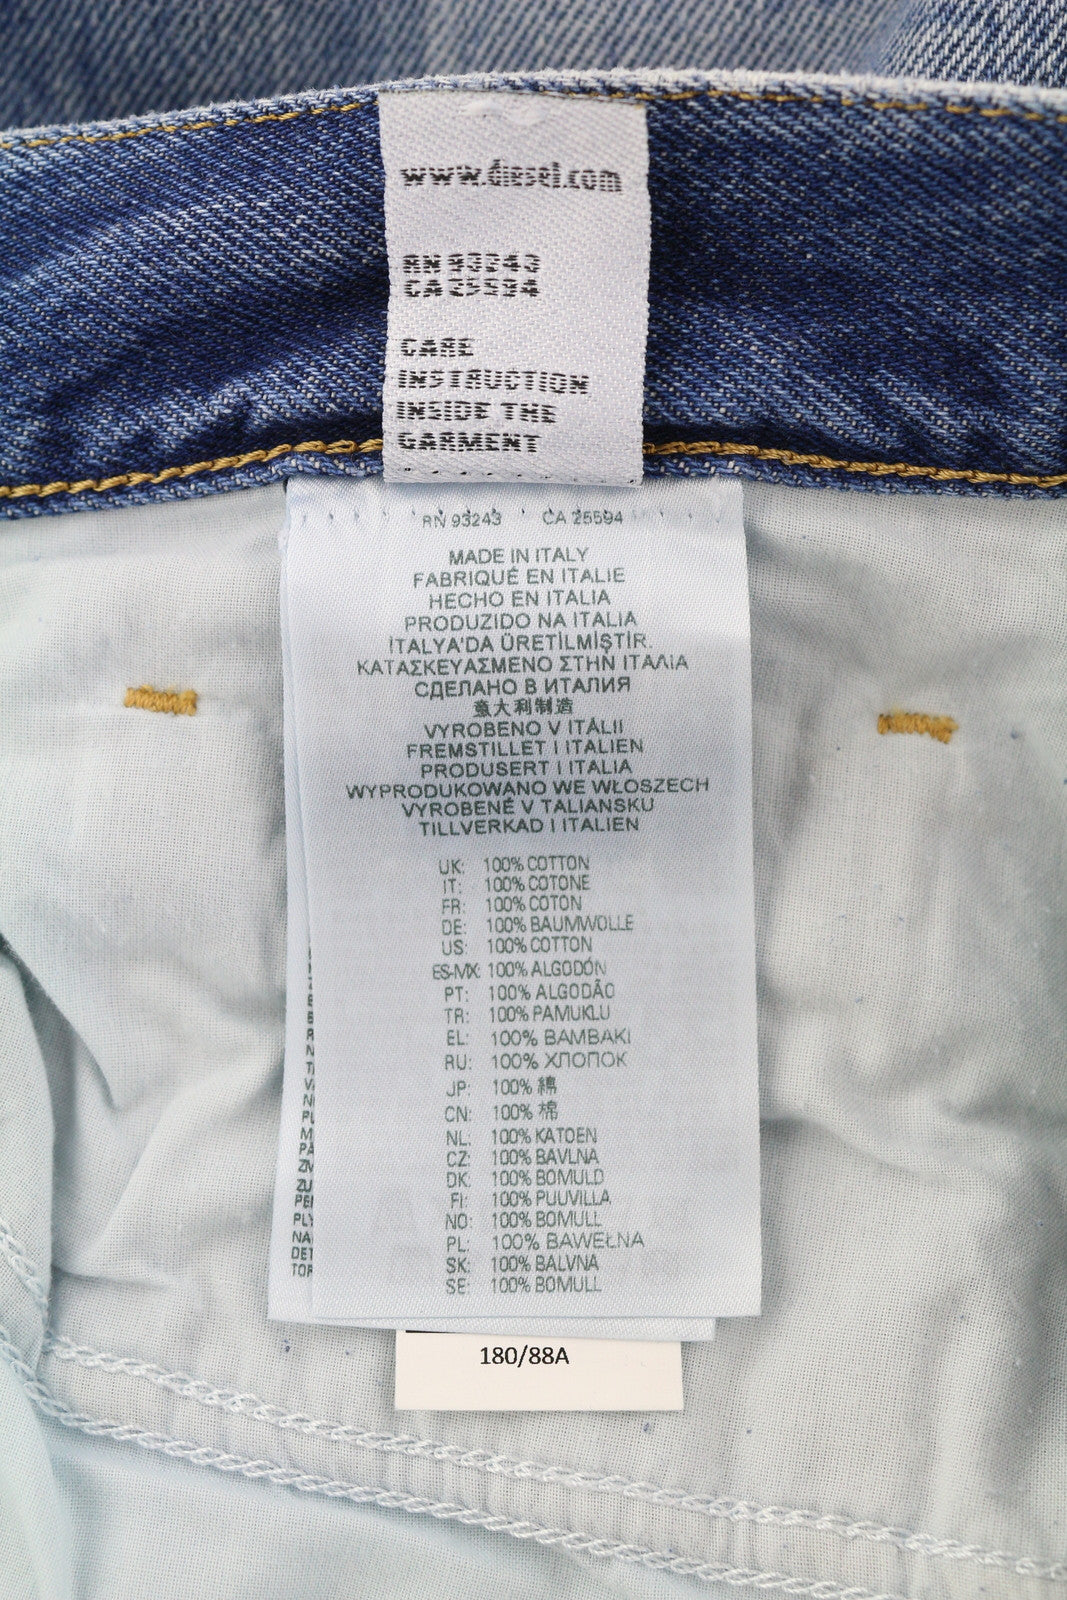 www.diesel.com
RN 93243
CA 25594
CARE
INSTRUCTION
INSIDE THE
GARMENT
RN 93243 CA 25594
MADE IN ITALY
FABRIQUÉ EN ITALIE
HECHO EN ITALIA
PRODUZIDO NA ITALIA
İTALYA'DA ÜRETİLMİŞTİR.
ΚΑΤΑΣΚΕΥΑΣΜΕΝΟ ΣΤΗΝ ΙΤΑΛΙΑ
СДЕЛАНО В ИТАЛИЯ
意大利制造
VYROBENO V ITÁLII
FREMSTILLET I ITALIEN
PRODUSERT I ITALIA
WYPRODUKOWANO WE WŁOSZECH
VYROBENÉ V TALIANSKU
TILLVERKAD I ITALIEN
UK: 100% COTTON
IT: 100% COTONE
FR: 100% COTON
DE: 100% BAUMWOLLE
US: 100% COTTON
ES-MX: 100% ALGODÓN
PT: 100% ALGODÃO
TR: 100% PAMUKLU
EL: 100% ΒΑΜΒΑΚΙ
RU: 100% ХЛОПОК
JP: 100% 綿
CN: 100% 棉
NL: 100% KATOEN
CZ: 100% BAVLNA
DK: 100% BOMULD
FI: 100% PUUVILLA
NO: 100% BOMULL
PL: 100% BAWEŁNA
SK: 100% BALVNA
SE: 100% BOMULL
180/88A